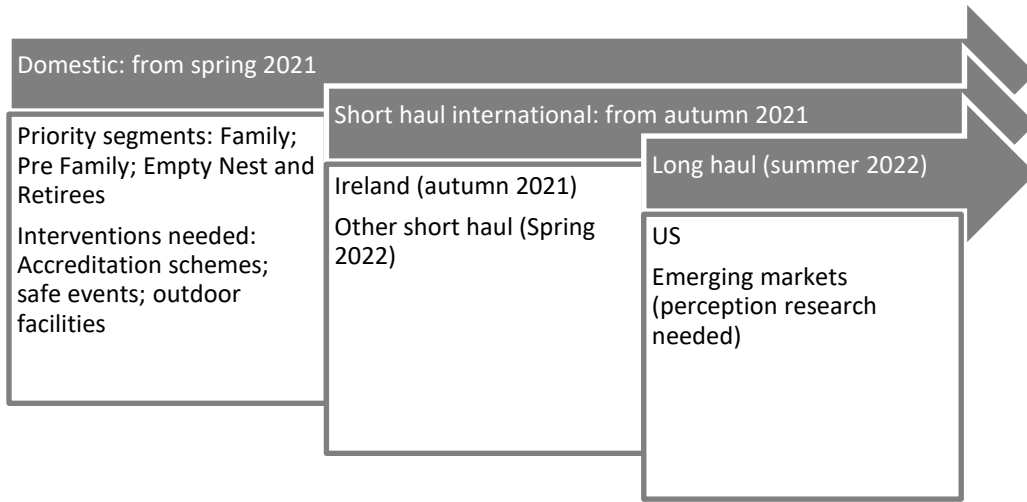 Domestic: from spring 2021
Priority segments: Family;
Pre Family; Empty Nest and
Retirees
Interventions needed:
Accreditation schemes;
safe events; outdoor
facilities
Short haul international: from autumn 2021
Ireland (autumn 2021)
Other short haul (Spring
2022)
Long haul (summer 2022)
US
Emerging markets
(perception research
needed)